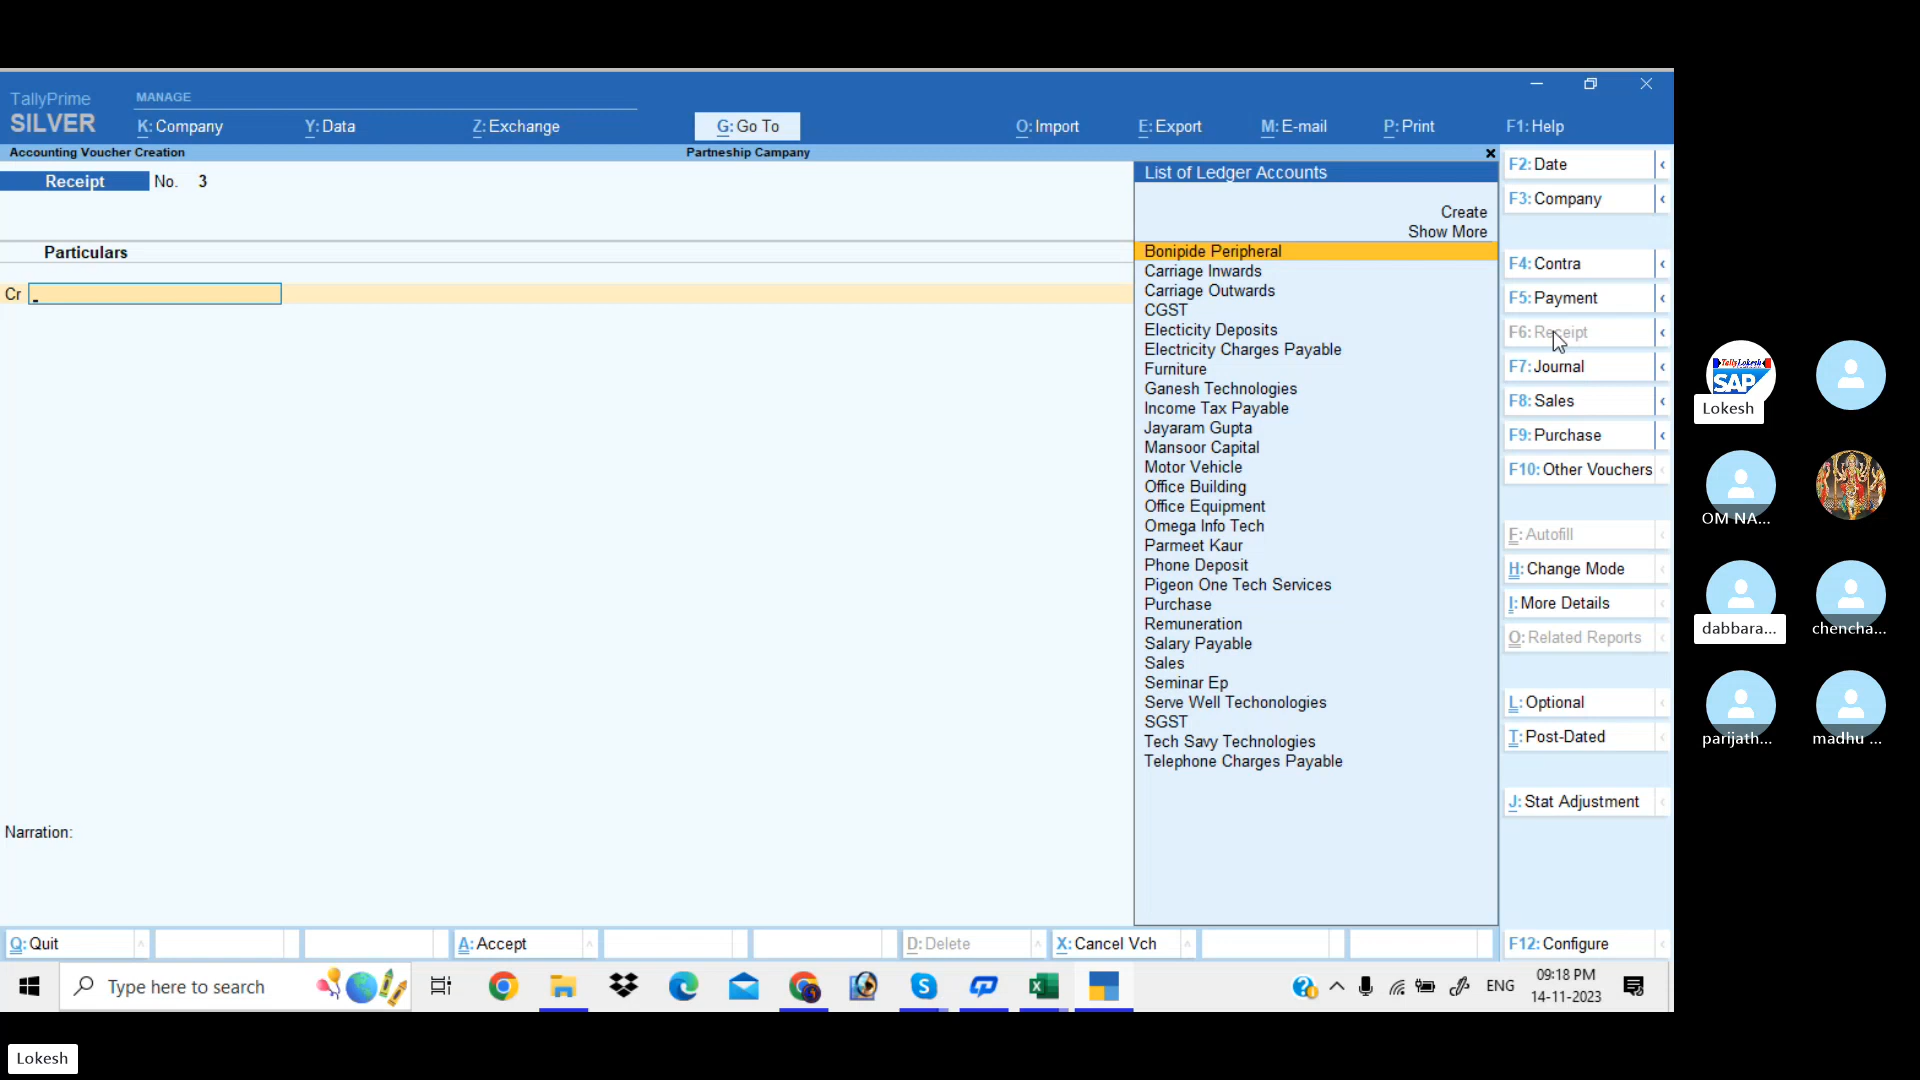 TallyPrime
SILVER
MANAGE
K: Company
Y: Data
Z: Exchange
G: Go To
O: Import
E: Export
M: E-mail
P: Print
F1: Help
Accounting Voucher Creation
Partneship Campany
Receipt No. 3
Particulars
Cr
Narration:
List of Ledger Accounts
Create
Show More
Bonipide Peripheral
Carriage Inwards
Carriage Outwards
CGST
Electicity Deposits
Electricity Charges Payable
Furniture
Ganesh Technologies
Income Tax Payable
Jayaram Gupta
Mansoor Capital
Motor Vehicle
Office Building
Office Equipment
Omega Info Tech
Parmeet Kaur
Phone Deposit
Pigeon One Tech Services
Purchase
Remuneration
Salary Payable
Sales
Seminar Ep
Serve Well Techonologies
SGST
Tech Savy Technologies
Telephone Charges Payable
F2: Date
F3: Company
F4: Contra
F5: Payment
F6: Receipt
F7: Journal
F8: Sales
F9: Purchase
F10: Other Vouchers
F: Autofill
H: Change Mode
I: More Details
O: Related Reports
L: Optional
T: Post-Dated
J: Stat Adjustment
F12: Configure
Q: Quit
A: Accept
D: Delete
X: Cancel Vch
Type here to search
ENG
09:18 PM
14-11-2023
TallyLokesh
SAP
Lokesh
OM NA...
dabbara...
chencha...
parijath...
madhu ...
Lokesh